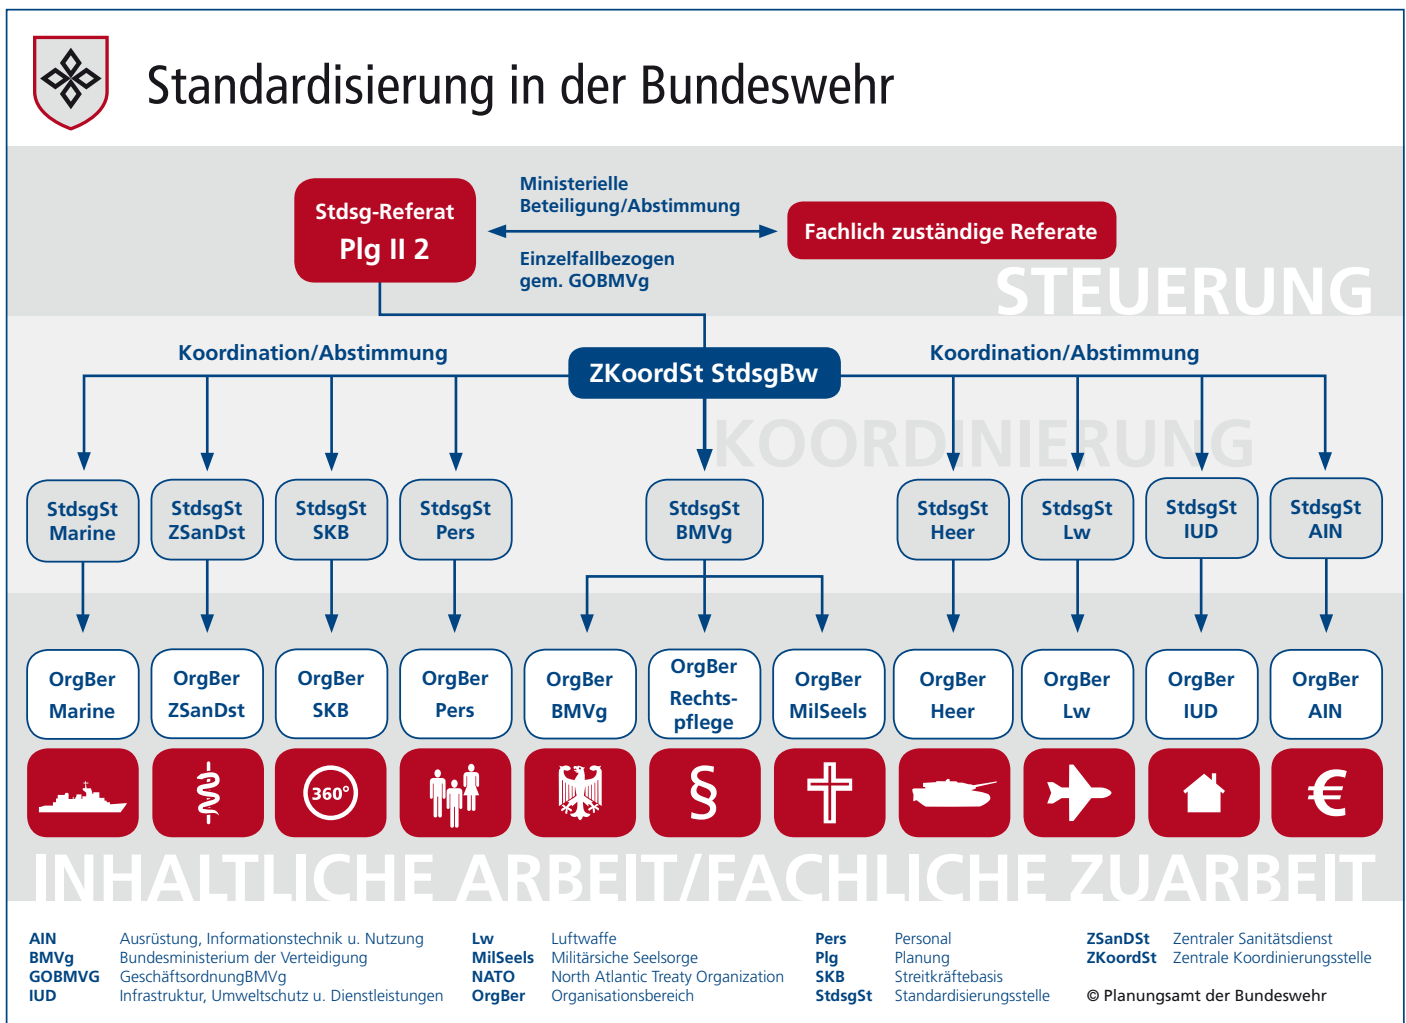 Standardisierung in der Bundeswehr
Stdsg-Referat
Plg II 2
Ministerielle
Beteiligung/Abstimmung
Einzelfallbezogen
gem. GOBMVg
Fachlich zuständige Referate
STEUERUNG
Koordination/Abstimmung
ZKoordSt StdsgBw
Koordination/Abstimmung
KOORDINIERUNG
StdsgSt
Marine
StdsgSt
ZSanDst
StdsgSt
SKB
StdsgSt
Pers
StdsgSt
BMVg
StdsgSt
Heer
StdsgSt
Lw
StdsgSt
IUD
StdsgSt
AIN
OrgBer
Marine
OrgBer
ZSanDst
OrgBer
SKB
OrgBer
Pers
OrgBer
BMVg
OrgBer
Rechts-
pflege
OrgBer
MilSeels
OrgBer
Heer
OrgBer
Lw
OrgBer
IUD
OrgBer
AIN
360°
§
€
INHALTLICHE ARBEIT/FACHLICHE ZUARBEIT
AIN Ausrüstung, Informationstechnik u. Nutzung
BMVg Bundesministerium der Verteidigung
GOBMVG GeschäftsordnungBMVg
IUD Infrastruktur, Umweltschutz u. Dienstleistungen
Lw Luftwaffe
MilSeels Militärsiche Seelsorge
NATO North Atlantic Treaty Organization
OrgBer Organisationsbereich
Pers Personal
Plg Planung
SKB Streitkräftebasis
StdsgSt Standardisierungsstelle
ZSanDSt Zentraler Sanitätsdienst
ZKoordSt Zentrale Koordinierungsstelle
© Planungsamt der Bundeswehr